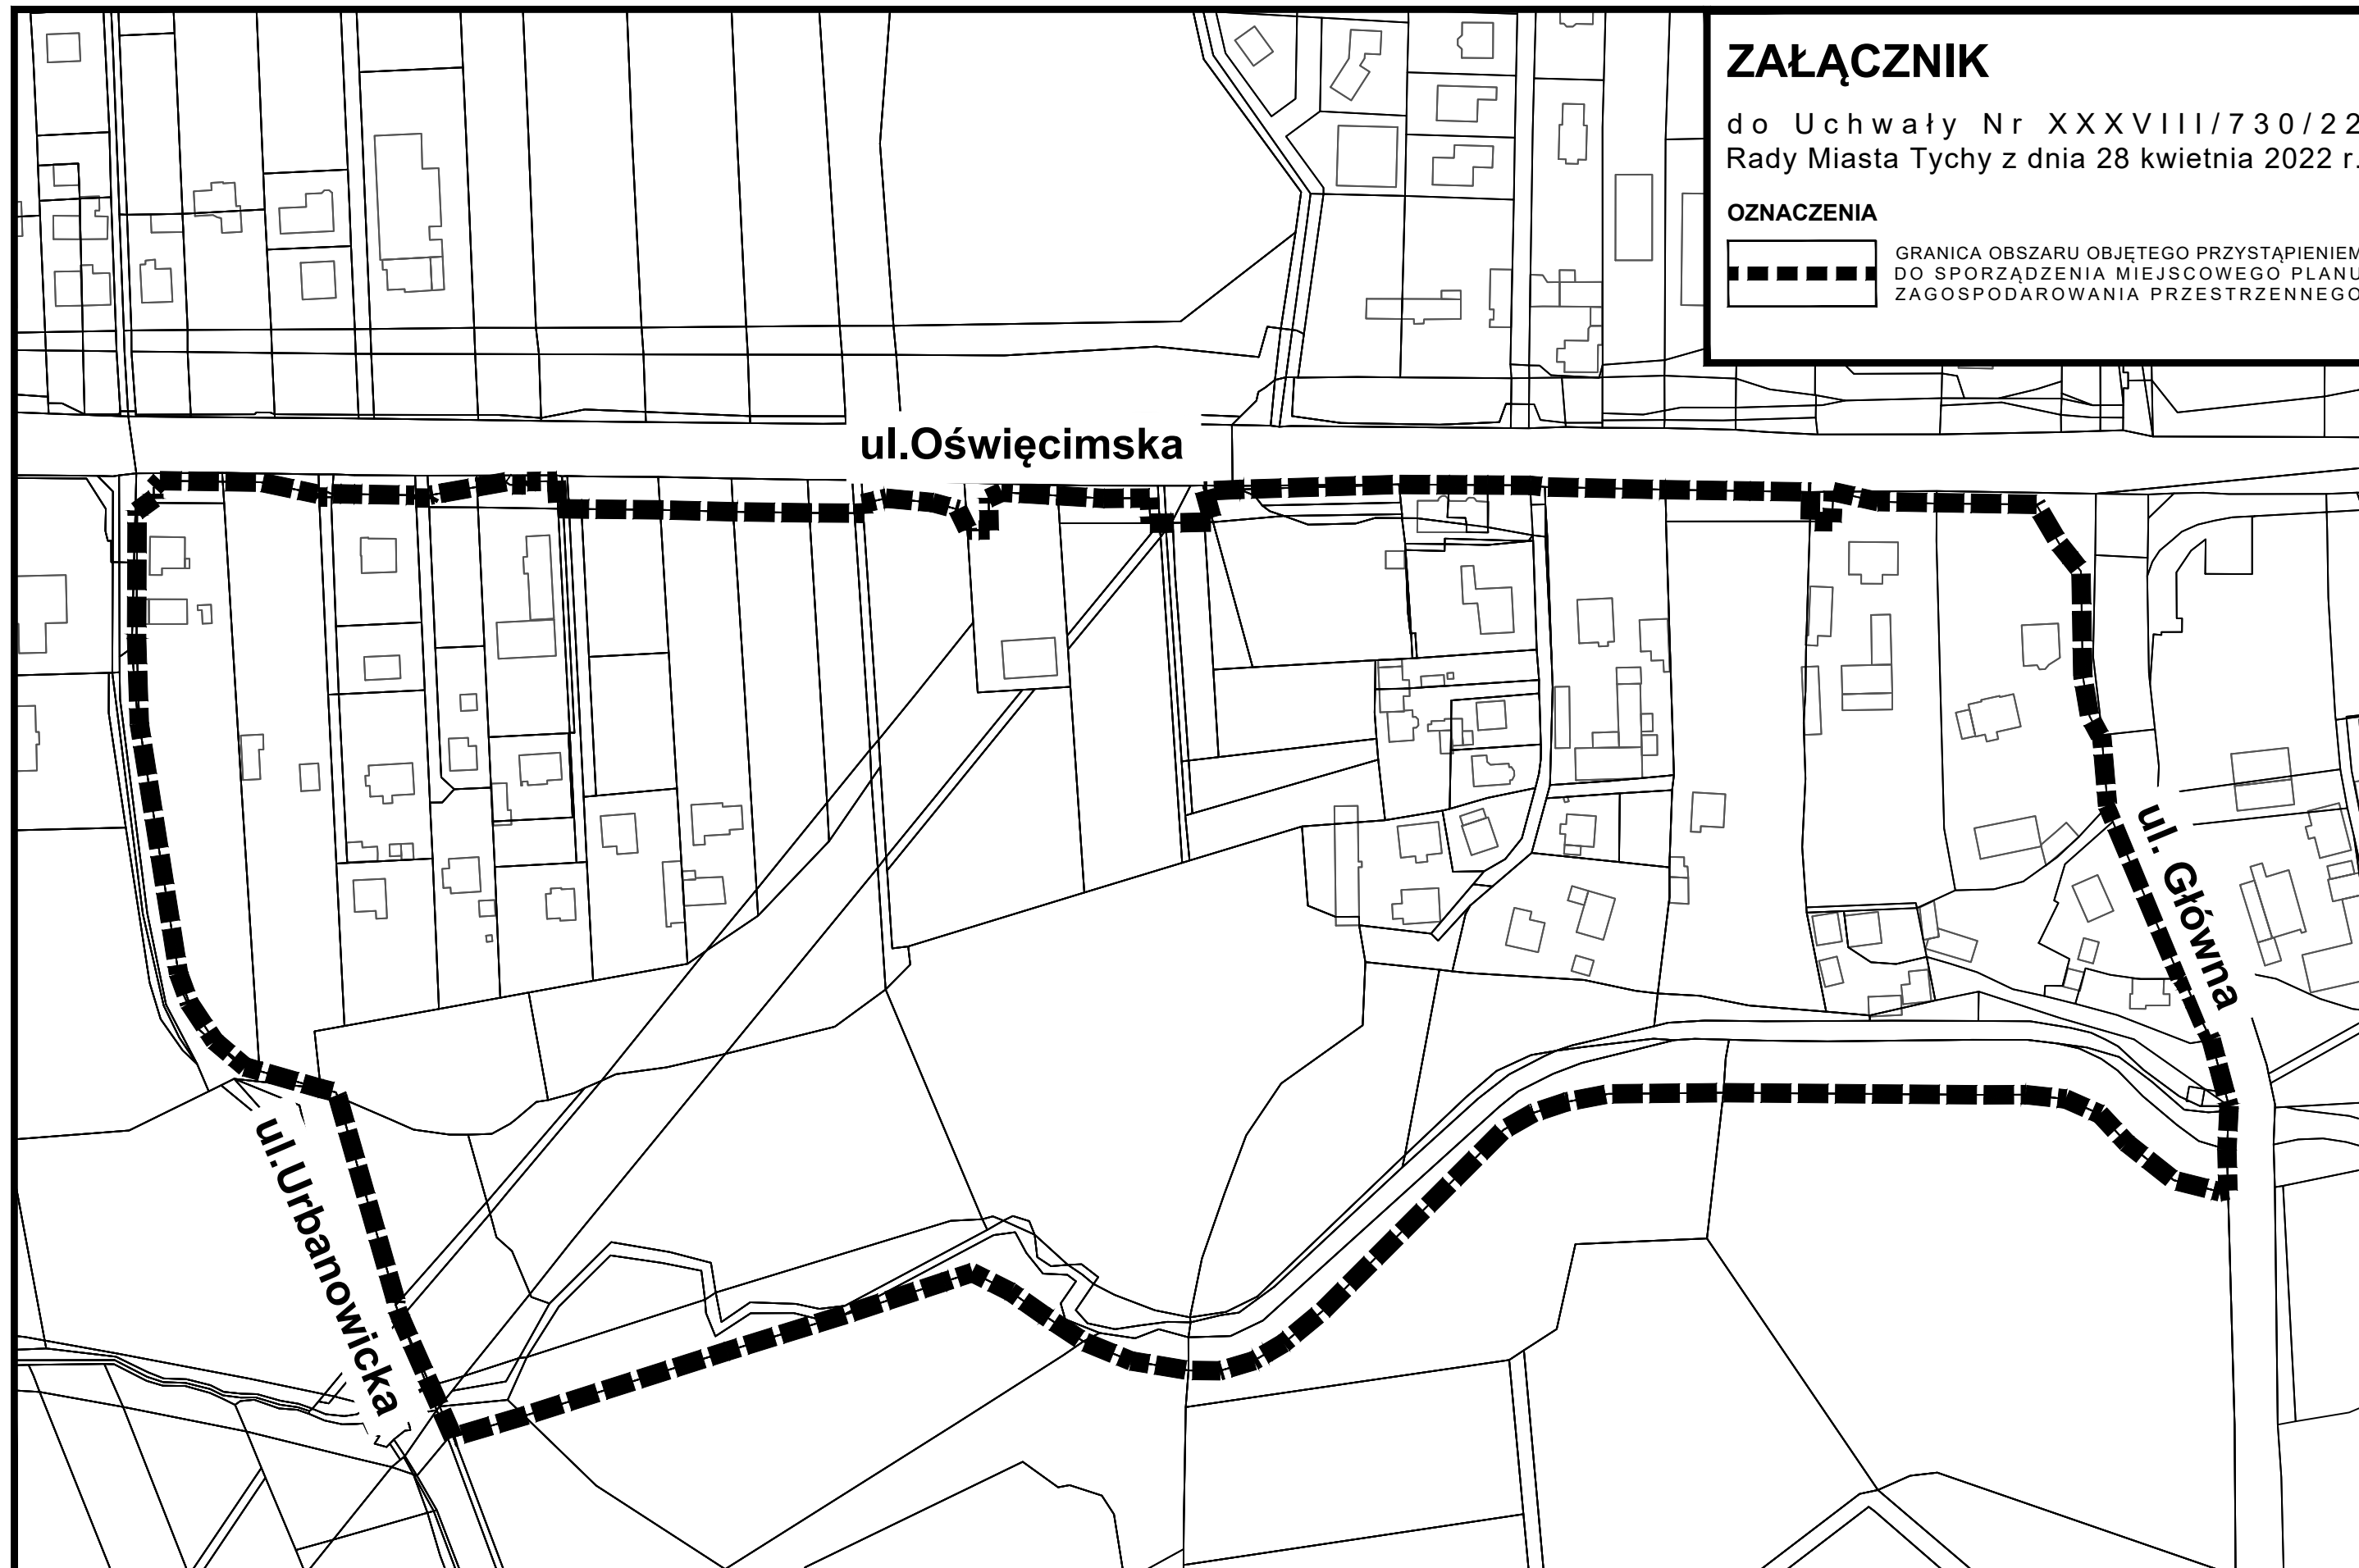 ZAŁĄCZNIK
do Uchwały Nr XXXVIII/730/22
Rady Miasta Tychy z dnia 28 kwietnia 2022 r.
OZNACZENIA
GRANICA OBSZARU OBJĘTEGO PRZYSTĄPIENIEM
DO SPORZĄDZENIA MIEJSCOWEGO PLANU
ZAGOSPODAROWANIA PRZESTRZENNEGO
ul.Oświęcimska
ul. Główna
ul.Urbanowicka